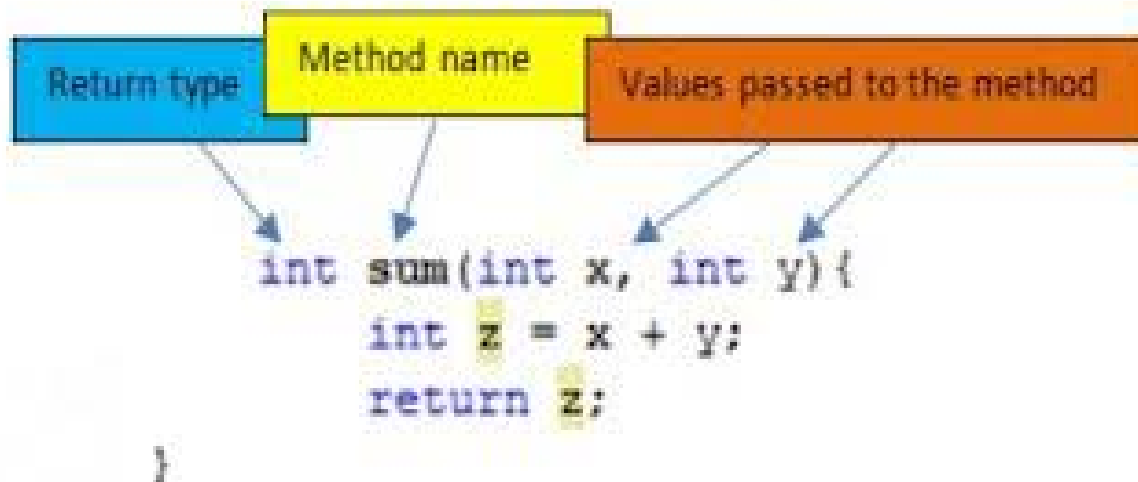 Return type
Method name
Values passed to the method
int sum(int x, int y){
int z = x + y;
return z;
}